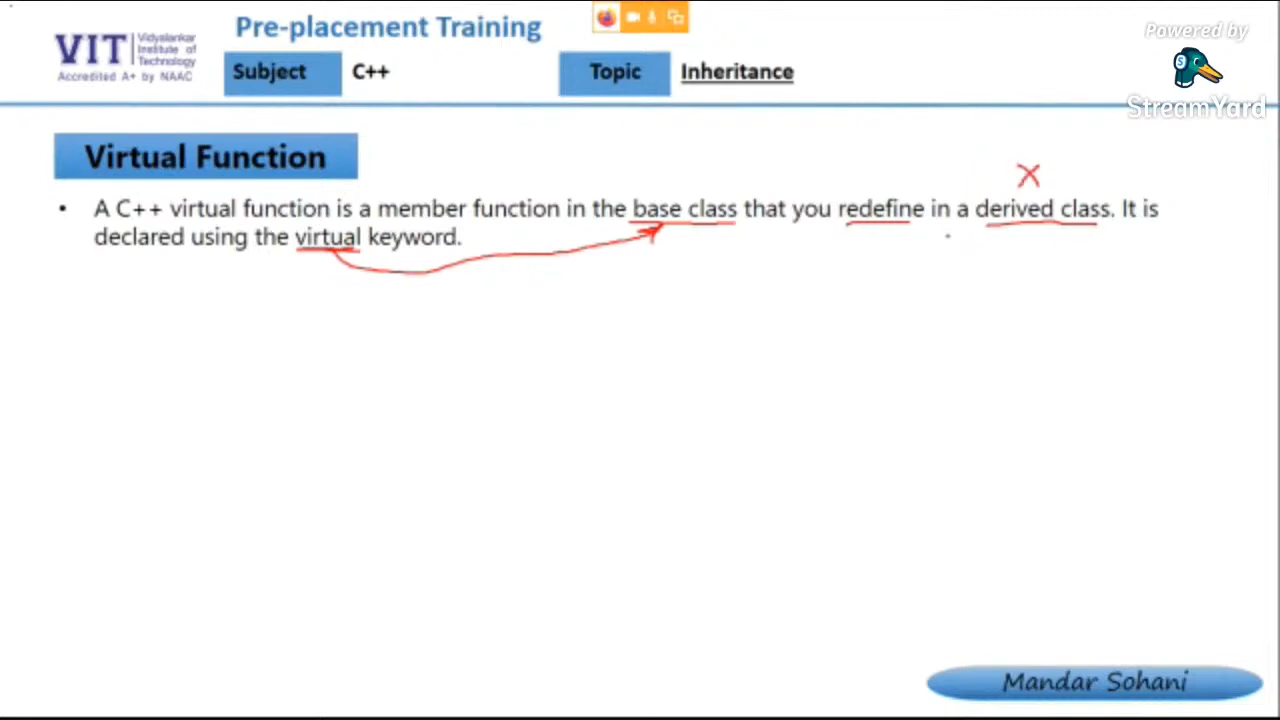 Pre-placement Training
Powered by
VIT
Vidyalankar
Institute of
Technology
Accredited A+ by NAAC
Subject C++ Topic Inheritance
StreamYard
Virtual Function
• A C++ virtual function is a member function in the base class that you redefine in a derived class. It is
declared using the virtual keyword.
X
Mandar Sohani